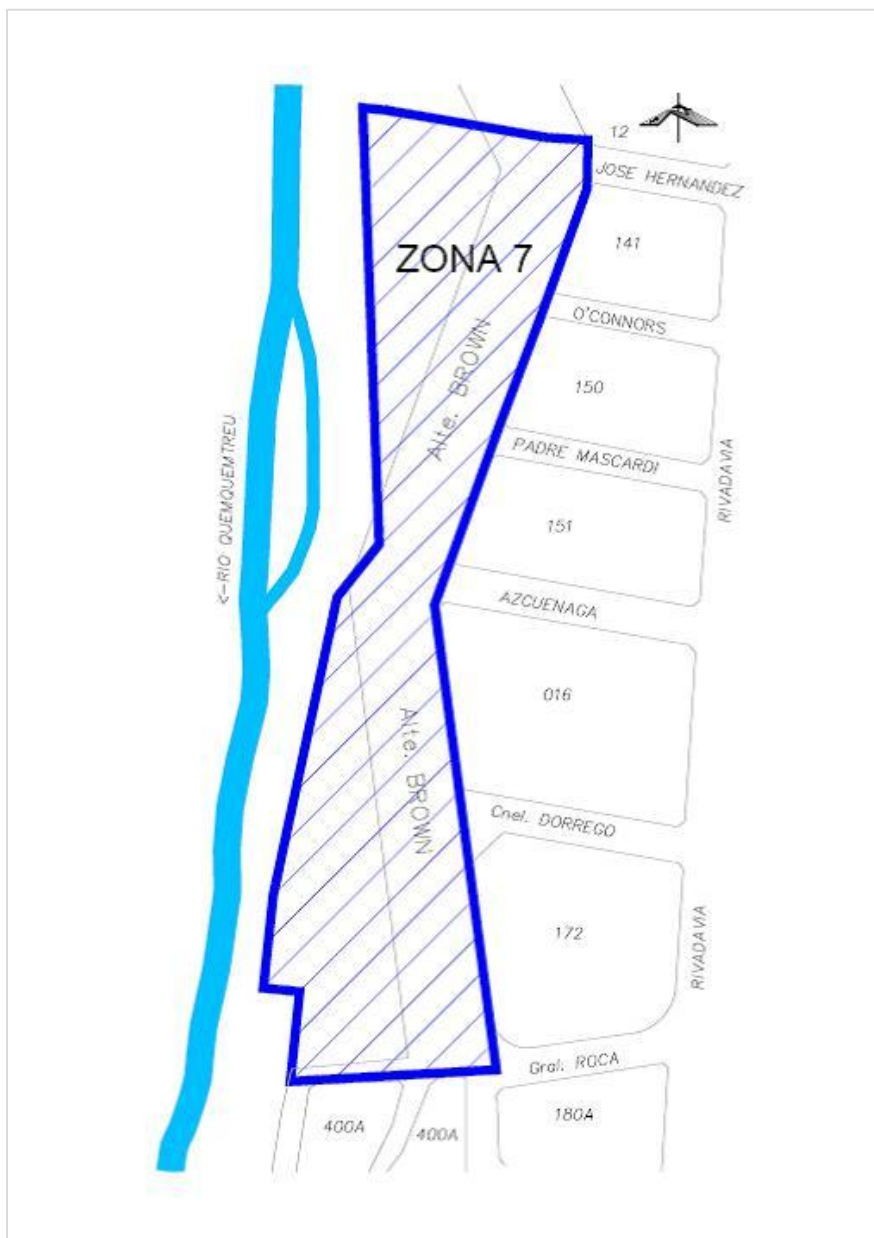 12
JOSE HERNANDEZ
141
ZONA 7
O'CONNORS
Alte. BROWN
150
PADRE MASCARDI
RIVADAVIA
<—RIO QUEMQUEMTREU
151
AZCUENAGA
016
Alte. BROWN
Cnel. DORREGO
172
RIVADAVIA
Gral. ROCA
180A
400A
400A